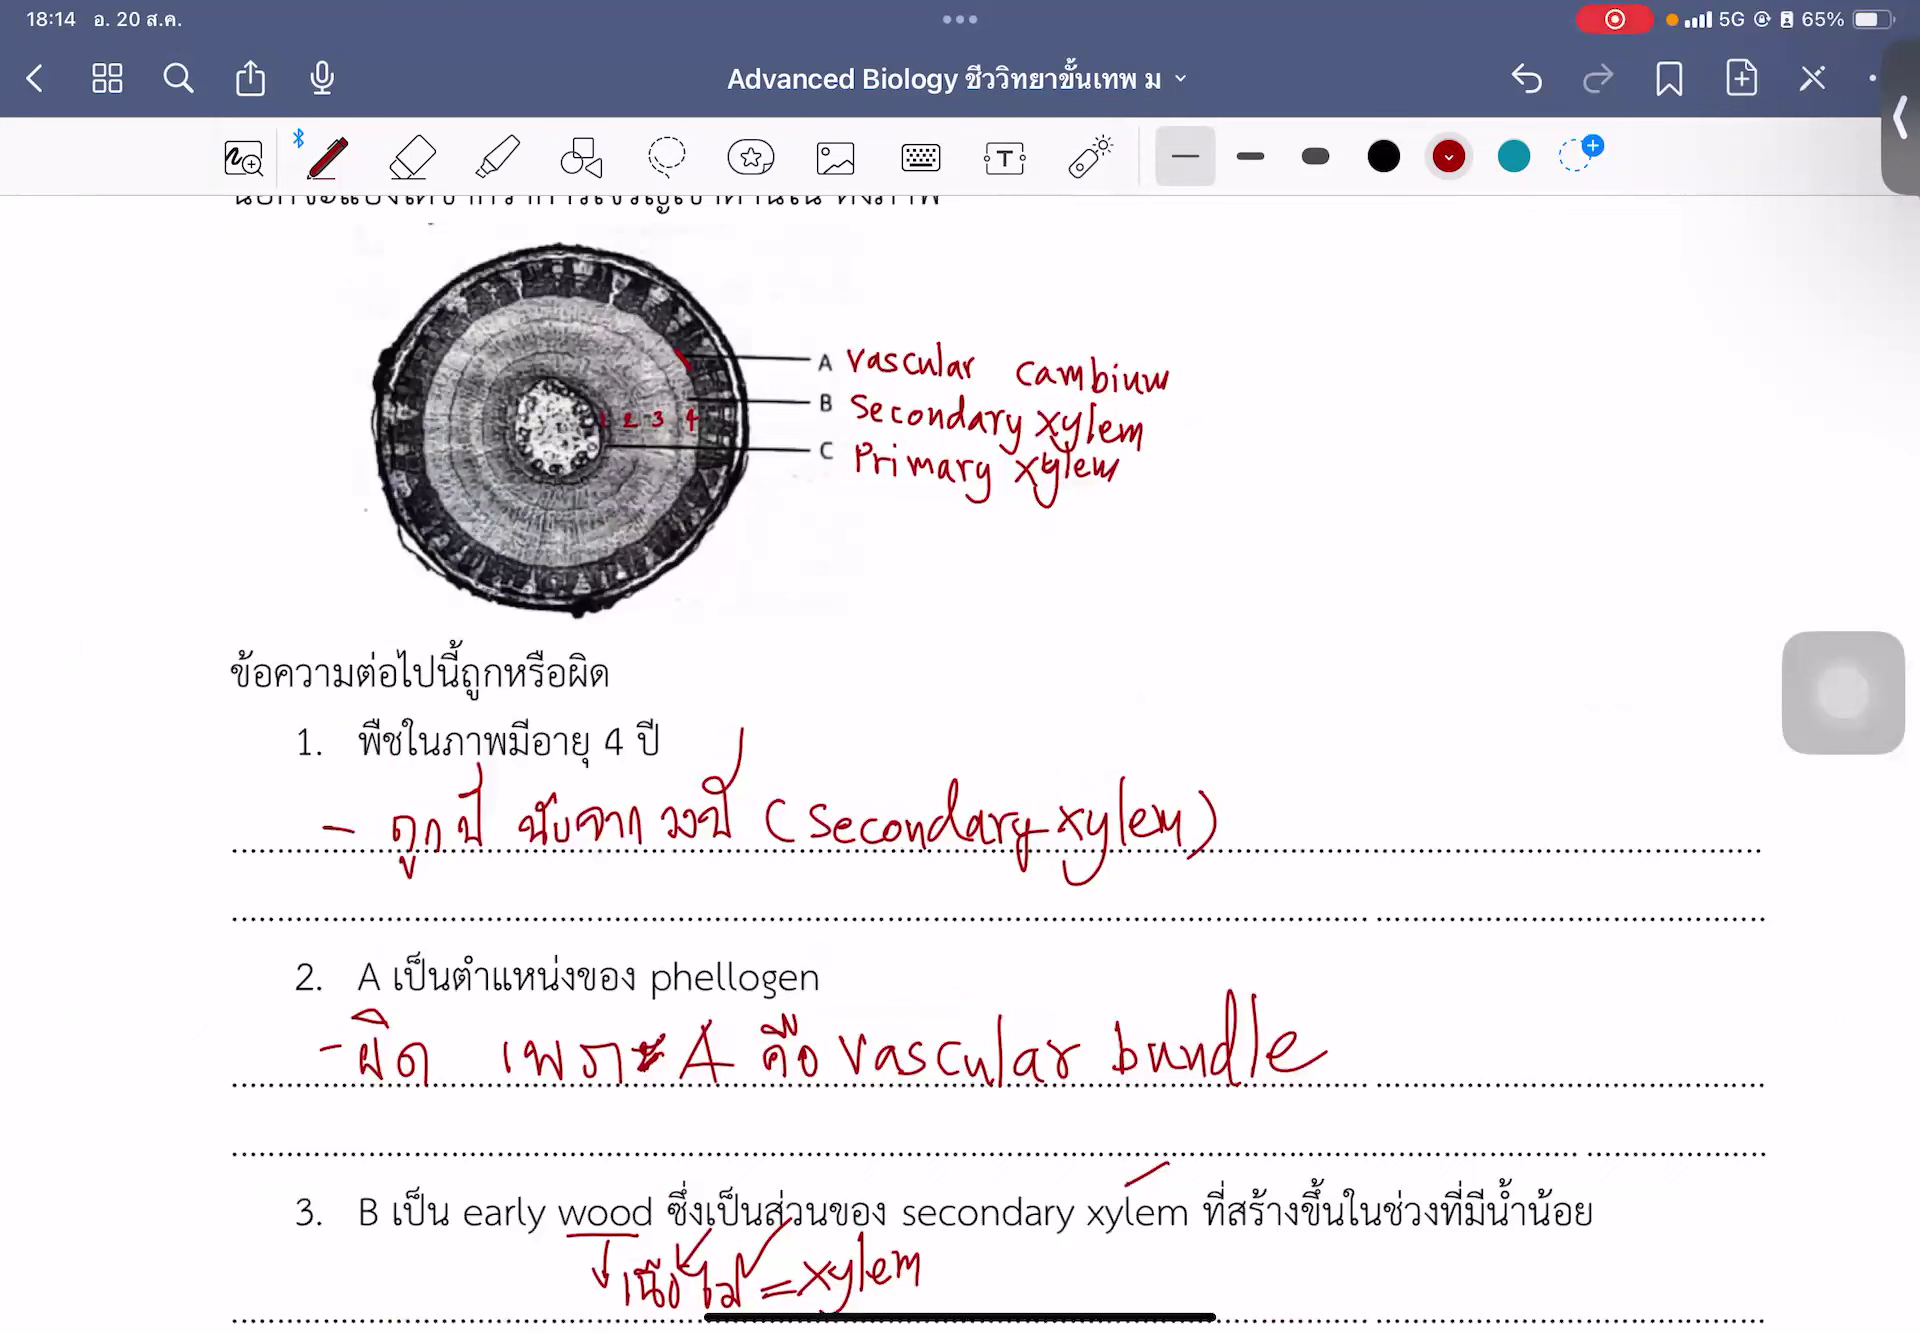 18:14 อ. 20 ส.ค. 5G 65%
Advanced Biology ชีววิทยาขั้นเทพ ม
T
A vascular cambium
B Secondary xylem
1 2 3 4
C Primary xylem
ข้อความต่อไปนี้ถูกหรือผิด
1. พืชในภาพมีอายุ 4 ปี
- ถูก ปี นับจาก วงปี (Secondary xylem)
2. A เป็นตำแหน่งของ phellogen
- ผิด เพราะ A คือ vascular bundle
3. B เป็น early wood ซึ่งเป็นส่วนของ secondary xylem ที่สร้างขึ้นในช่วงที่มีน้ำน้อย
เนื้อไม้ = xylem